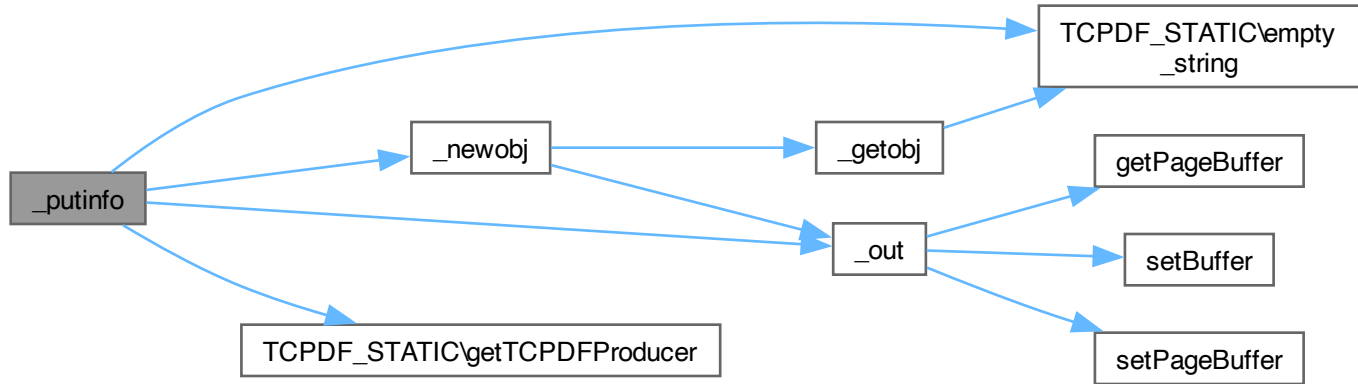 TCPDF_STATIC\empty
_string
_newobj
_getobj
getPageBuffer
_putinfo
_out
setBuffer
TCPDF_STATIC\getTCPDFProducer
setPageBuffer